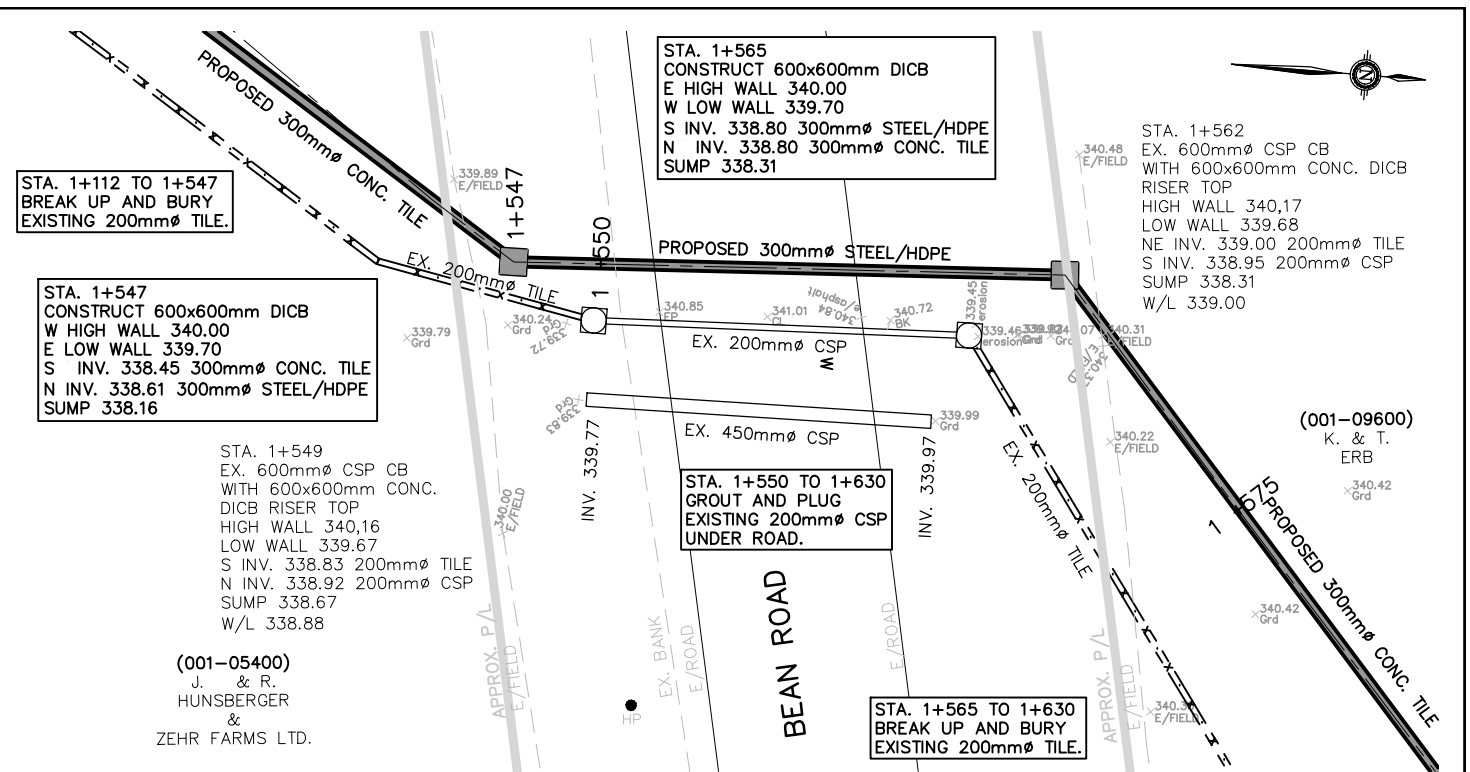 STA. 1+565
CONSTRUCT 600x600mm DICB
E HIGH WALL 340.00
W LOW WALL 339.70
S INV. 338.80 300mmø STEEL/HDPE
N INV. 338.80 300mmø CONC. TILE
SUMP 338.31
N
STA. 1+562
EX. 600mmø CSP CB
WITH 600x600mm CONC. DICB
RISER TOP
HIGH WALL 340,17
LOW WALL 339.68
NE INV. 339.00 200mmø TILE
S INV. 338.95 200mmø CSP
SUMP 338.31
W/L 339.00
PROPOSED 300mmø CONC. TILE
STA. 1+112 TO 1+547
BREAK UP AND BURY
EXISTING 200mmø TILE.
339.89
E/FIELD
1+547
1+550
340.48
E/FIELD
PROPOSED 300mmø STEEL/HDPE
EX. 200mmø TILE
STA. 1+547
CONSTRUCT 600x600mm DICB
W HIGH WALL 340.00
E LOW WALL 339.70
S INV. 338.45 300mmø CONC. TILE
N INV. 338.61 300mmø STEEL/HDPE
SUMP 338.16
339.79
Grd
340.24
Grd
339.72
Grd
340.85
EP
341.01
CL
340.84
e/asphalt
340.72
BK
339.45
erosion
339.46
erosion
Grd
Grd
340.31
E/FIELD
E/FIELD
EX. 200mmø CSP
W
339.83
Grd
EX. 450mmø CSP
339.99
Grd
INV. 339.77
INV. 339.97
340.22
E/FIELD
(001-09600)
K. & T.
ERB
340.42
Grd
STA. 1+549
EX. 600mmø CSP CB
WITH 600x600mm CONC.
DICB RISER TOP
HIGH WALL 340,16
LOW WALL 339.67
S INV. 338.83 200mmø TILE
N INV. 338.92 200mmø CSP
SUMP 338.67
W/L 338.88
340.00
E/FIELD
STA. 1+550 TO 1+630
GROUT AND PLUG
EXISTING 200mmø CSP
UNDER ROAD.
EX. 200mmø TILE
1+575
PROPOSED 300mmø CONC. TILE
340.42
Grd
(001-05400)
J. & R.
HUNSBERGER
&
ZEHR FARMS LTD.
APPROX. P/L
E/FIELD
HP
EX. BANK
E/ROAD
BEAN ROAD
E/ROAD
STA. 1+565 TO 1+630
BREAK UP AND BURY
EXISTING 200mmø TILE.
APPROX. P/L
E/FIELD
E/FIELD